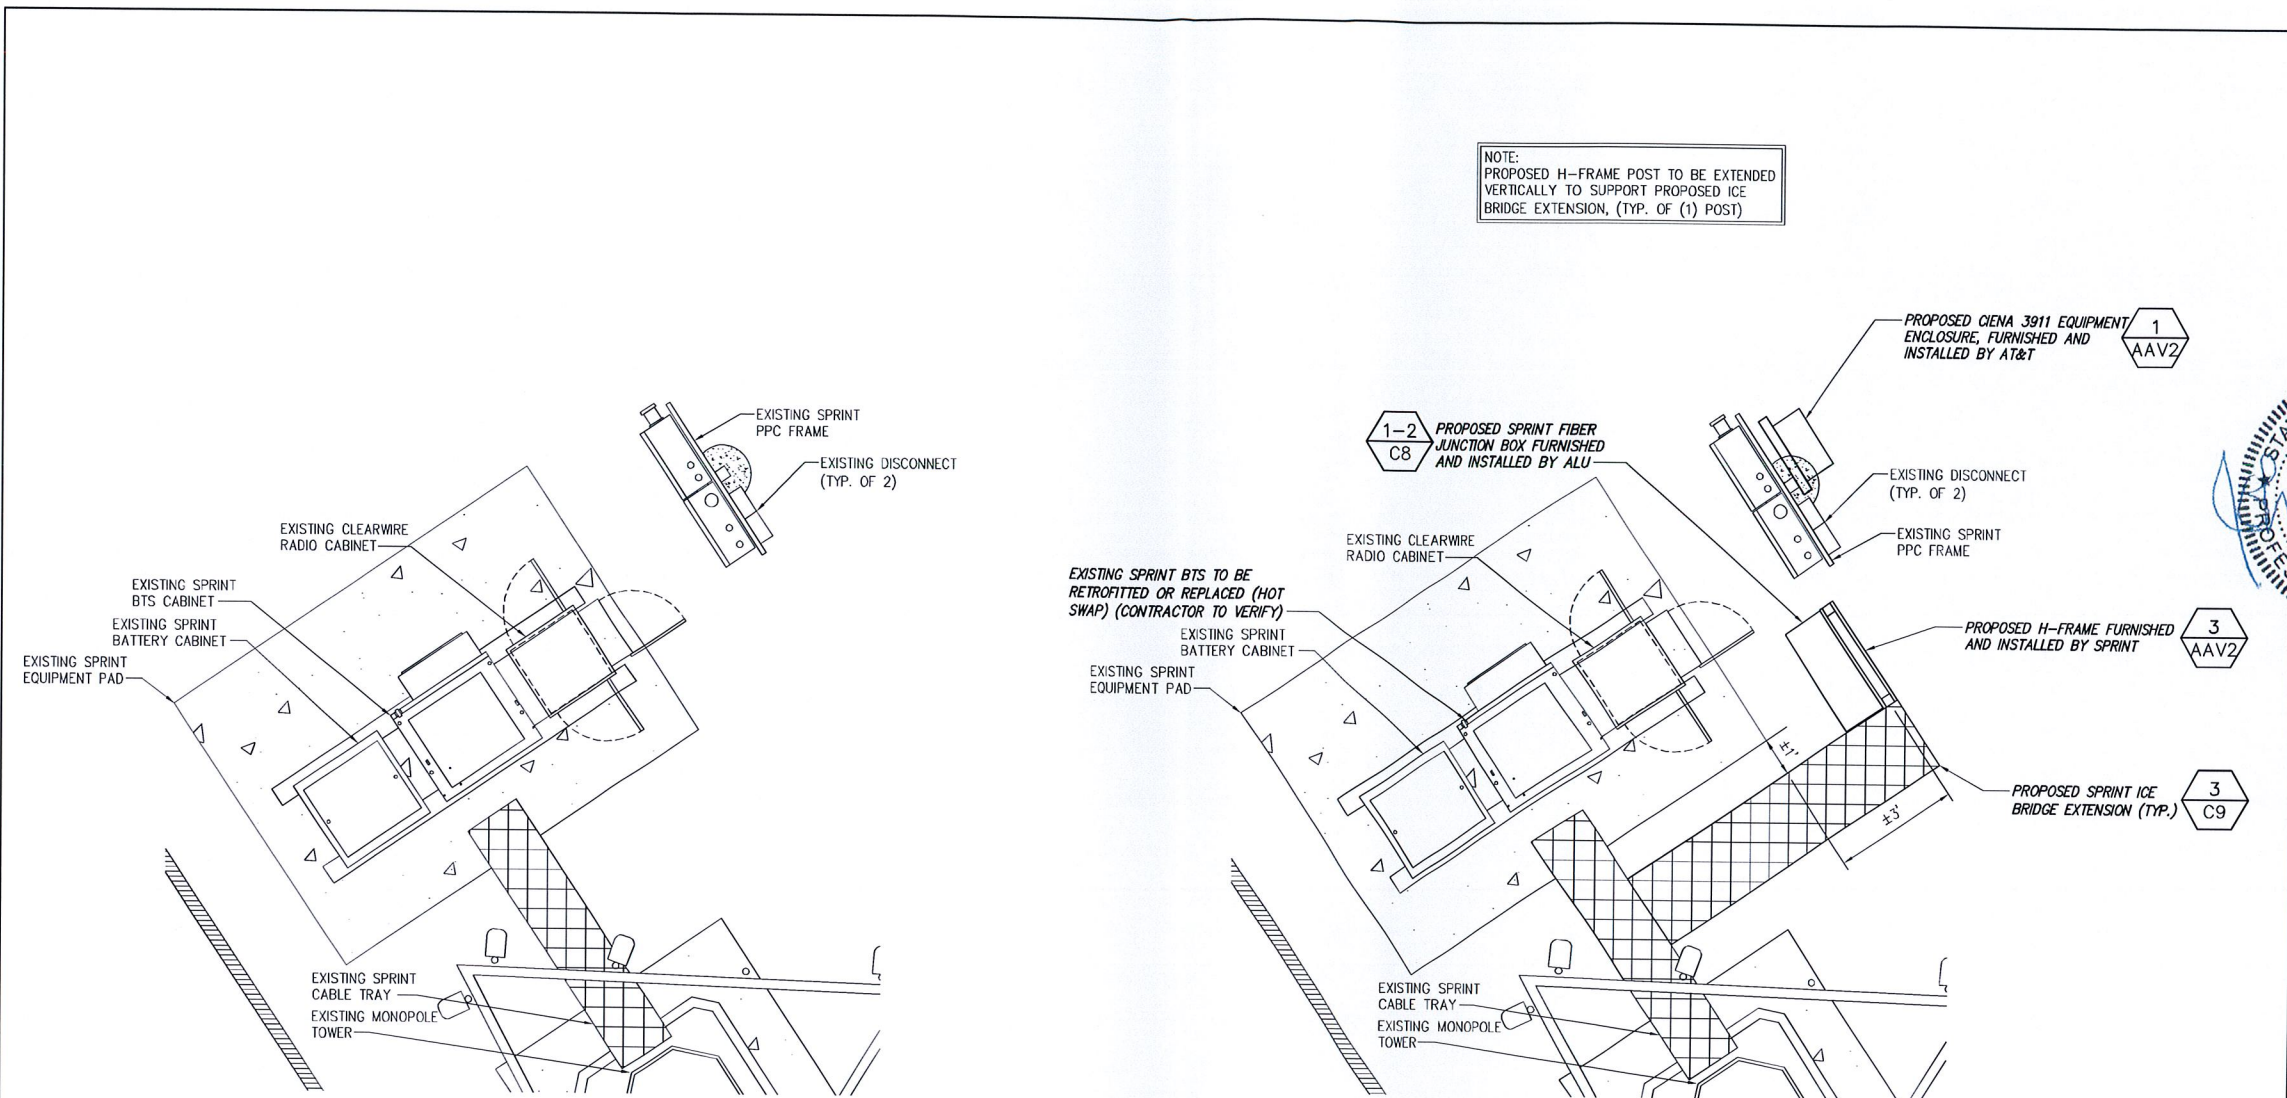 NOTE:
PROPOSED H-FRAME POST TO BE EXTENDED
VERTICALLY TO SUPPORT PROPOSED ICE
BRIDGE EXTENSION, (TYP. OF (1) POST)
EXISTING SPRINT
PPC FRAME
EXISTING DISCONNECT
(TYP. OF 2)
EXISTING CLEARWIRE
RADIO CABINET
EXISTING SPRINT
BTS CABINET
EXISTING SPRINT
BATTERY CABINET
EXISTING SPRINT
EQUIPMENT PAD
EXISTING SPRINT
CABLE TRAY
EXISTING MONOPOLE
TOWER
PROPOSED CIENA 3911 EQUIPMENT
ENCLOSURE, FURNISHED AND
INSTALLED BY AT&T
1
AAV2
1-2
C8
PROPOSED SPRINT FIBER
JUNCTION BOX FURNISHED
AND INSTALLED BY ALU
EXISTING DISCONNECT
(TYP. OF 2)
EXISTING SPRINT
PPC FRAME
EXISTING CLEARWIRE
RADIO CABINET
EXISTING SPRINT BTS TO BE
RETROFITTED OR REPLACED (HOT
SWAP) (CONTRACTOR TO VERIFY)
EXISTING SPRINT
BATTERY CABINET
EXISTING SPRINT
EQUIPMENT PAD
PROPOSED H-FRAME FURNISHED
AND INSTALLED BY SPRINT
3
AAV2
±1'
±3'
PROPOSED SPRINT ICE
BRIDGE EXTENSION (TYP.)
3
C9
EXISTING SPRINT
CABLE TRAY
EXISTING MONOPOLE
TOWER